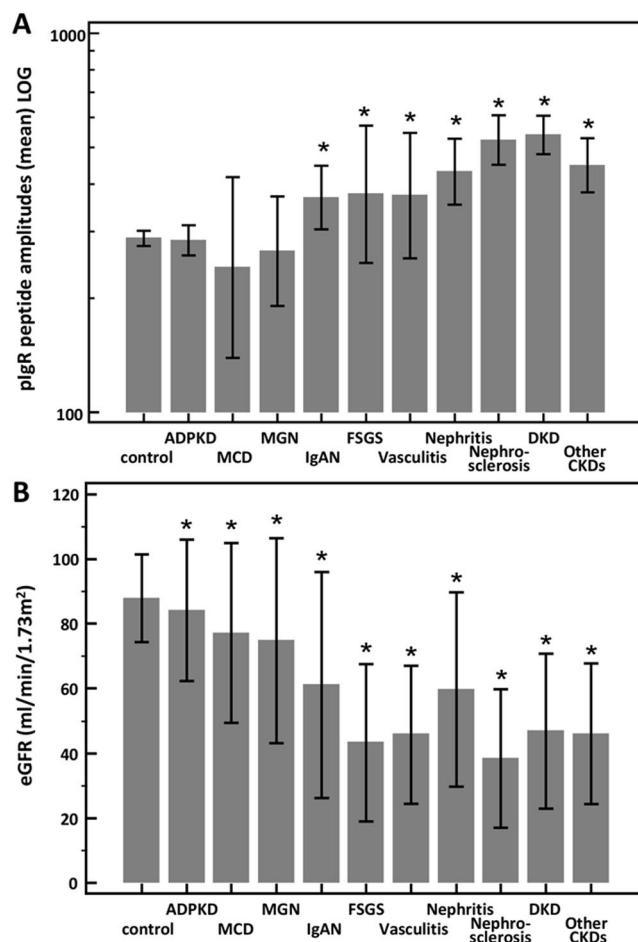 A
pIgR peptide amplitudes (mean) LOG
1000
100
* * * * * * *
control ADPKD MCD MGN IgAN FSGS Vasculitis Nephritis Nephro-
sclerosis DKD Other
CKDs
B
eGFR (ml/min/1.73m²)
120
100
80
60
40
20
0
* * * * * * * * * *
control ADPKD MCD MGN IgAN FSGS Vasculitis Nephritis Nephro-
sclerosis DKD Other
CKDs